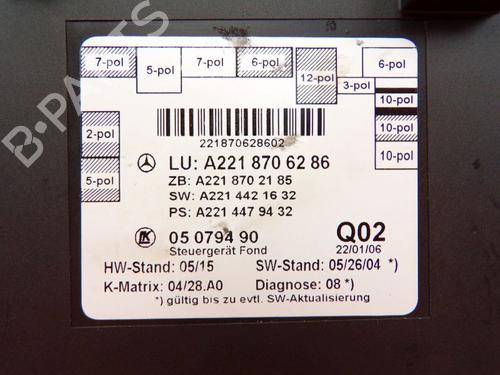 7-pol
5-pol
7-pol
6-pol
12-pol
3-pol
6-pol
10-pol
10-pol
10-pol
2-pol
5-pol
221870628602
LU: A221 870 62 86
ZB: A221 870 21 85
SW: A221 442 16 32
PS: A221 447 94 32
05 0794 90
Steuergerät Fond
Q02
22/01/06
HW-Stand: 05/15 SW-Stand: 05/26/04 *)
K-Matrix: 04/28.A0 Diagnose: 08 *)
*) gültig bis zu evtl. SW-Aktualisierung
B-PARTS